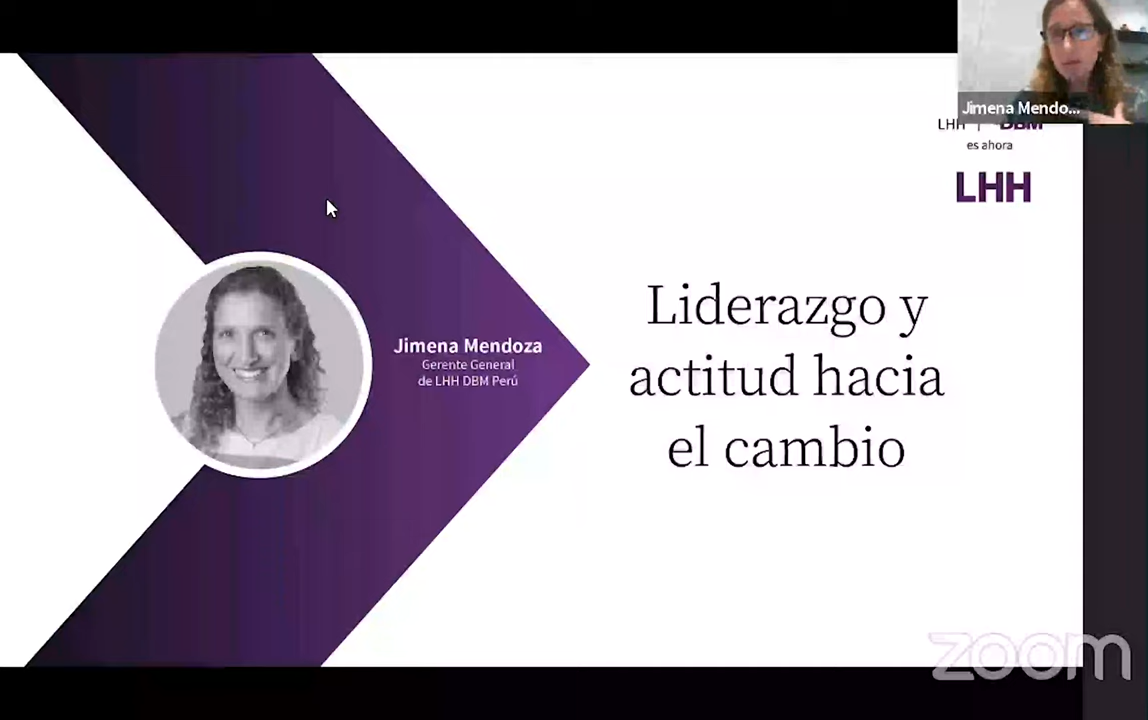 Jimena Mendo...
LHH | DBM
es ahora
LHH
Jimena Mendoza
Gerente General
de LHH DBM Perú
Liderazgo y
actitud hacia
el cambio
zoom